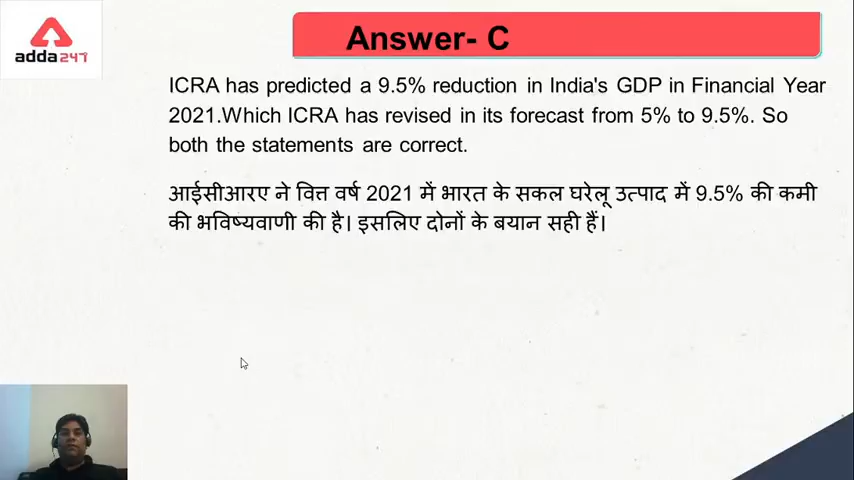 adda247
Answer- C
ICRA has predicted a 9.5% reduction in India's GDP in Financial Year
2021.Which ICRA has revised in its forecast from 5% to 9.5%. So
both the statements are correct.
आईसीआरए ने वित्त वर्ष 2021 में भारत के सकल घरेलू उत्पाद में 9.5% की कमी
की भविष्यवाणी की है। इसलिए दोनों के बयान सही हैं।